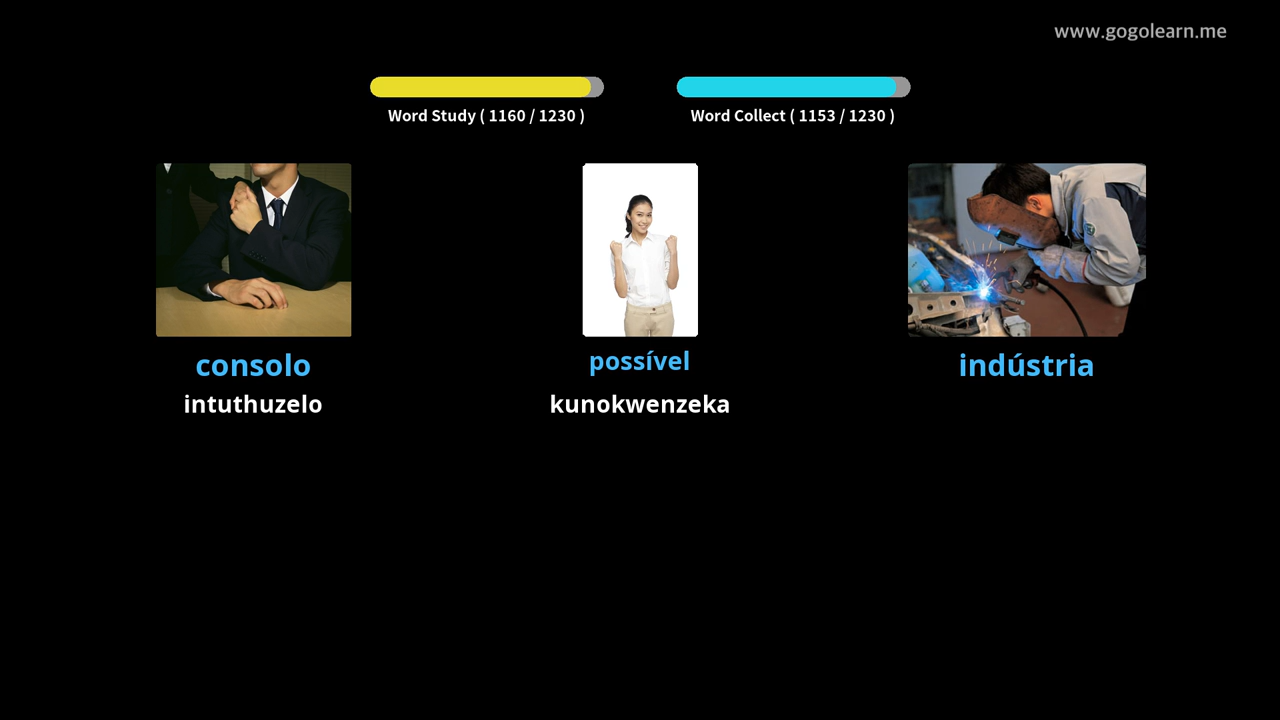 www.gogolearn.me
Word Study ( 1160 / 1230 )
Word Collect ( 1153 / 1230 )
consolo
possível
indústria
intuthuzelo
kunokwenzeka